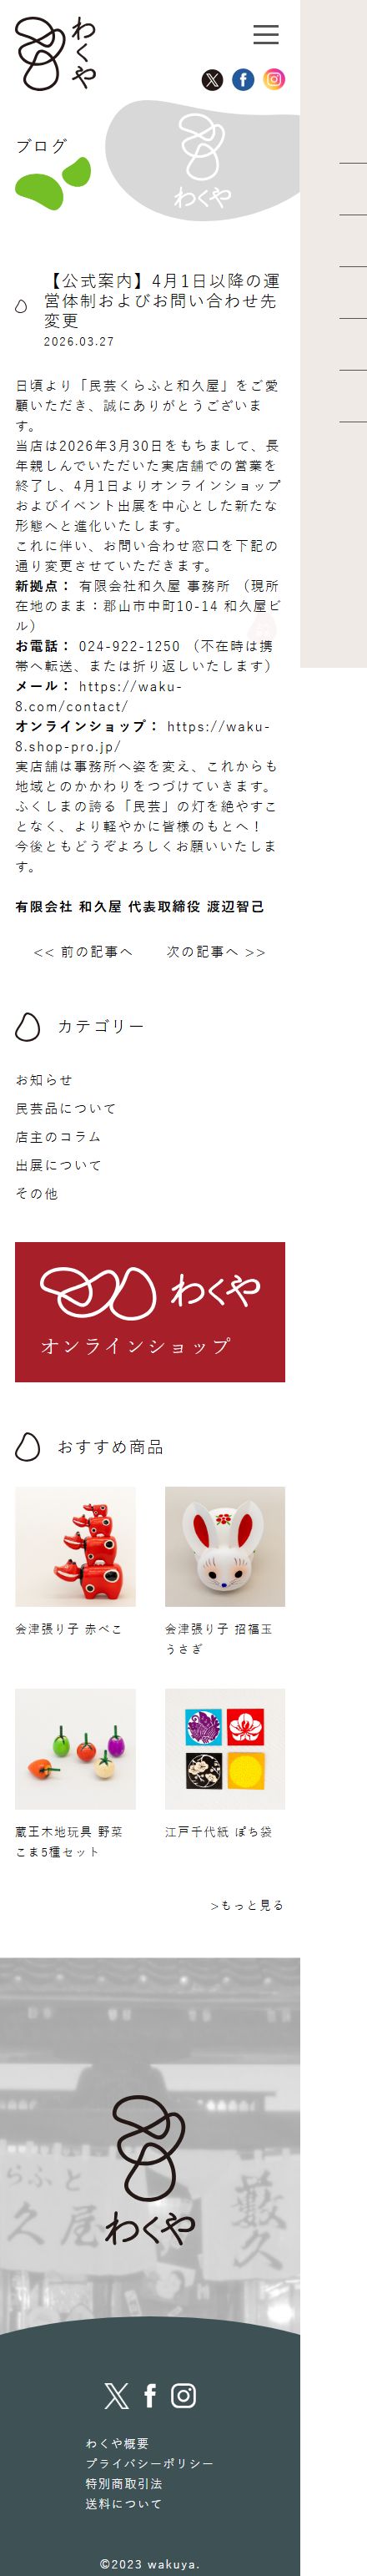 わくや
ブログ
わくや
【公式案内】4月1日以降の運
営体制およびお問い合わせ先
変更
2026.03.27
日頃より「民芸くらふと和久屋」をご愛
顧いただき、誠にありがとうございま
す。
当店は2026年3月30日をもちまして、長
年親しんでいただいた実店舗での営業を
終了し、4月1日よりオンラインショップ
およびイベント出展を中心とした新たな
形態へと進化いたします。
これに伴い、お問い合わせ窓口を下記の
通り変更させていただきます。
新拠点： 有限会社和久屋 事務所 （現所
在地のまま：郡山市中町10-14 和久屋ビ
ル）
お電話： 024-922-1250 （不在時は携
帯へ転送、または折り返しいたします）
メール： https://waku-
8.com/contact/
オンラインショップ： https://waku-
8.shop-pro.jp/
実店舗は事務所へ姿を変え、これからも
地域とのかかわりをつづけていきます。
ふくしまの誇る「民芸」の灯を絶やすこ
となく、より軽やかに皆様のもとへ！
今後ともどうぞよろしくお願いいたしま
す。
有限会社 和久屋 代表取締役 渡辺智己
<< 前の記事へ 次の記事へ >>
カテゴリー
お知らせ
民芸品について
店主のコラム
出展について
その他
わくや
オンラインショップ
おすすめ商品
会津張り子 赤べこ
会津張り子 招福玉
うさぎ
蔵王木地玩具 野菜
こま5種セット
江戸千代紙 ぽち袋
>もっと見る
らふと
久屋
わくや
わくや概要
プライバシーポリシー
特別商取引法
送料について
©2023 wakuya.